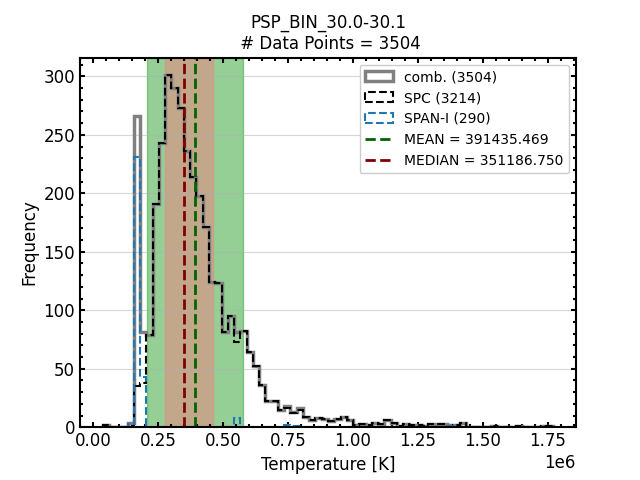 PSP_BIN_30.0-30.1
# Data Points = 3504
comb. (3504)
SPC (3214)
SPAN-I (290)
MEAN = 391435.469
MEDIAN = 351186.750
Frequency
300
250
200
150
100
50
0
0.00 0.25 0.50 0.75 1.00 1.25 1.50 1.75
1e6
Temperature [K]